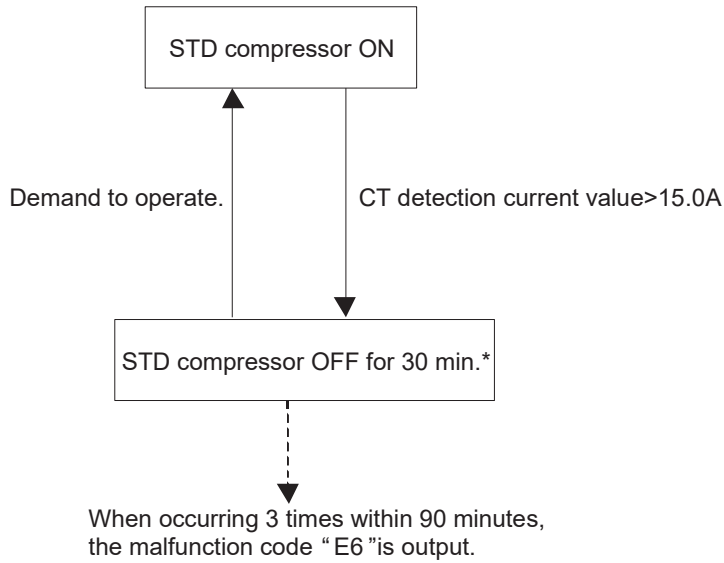 STD compressor ON
Demand to operate.
CT detection current value>15.0A
STD compressor OFF for 30 min.*
When occurring 3 times within 90 minutes,
the malfunction code “ E6 ”is output.